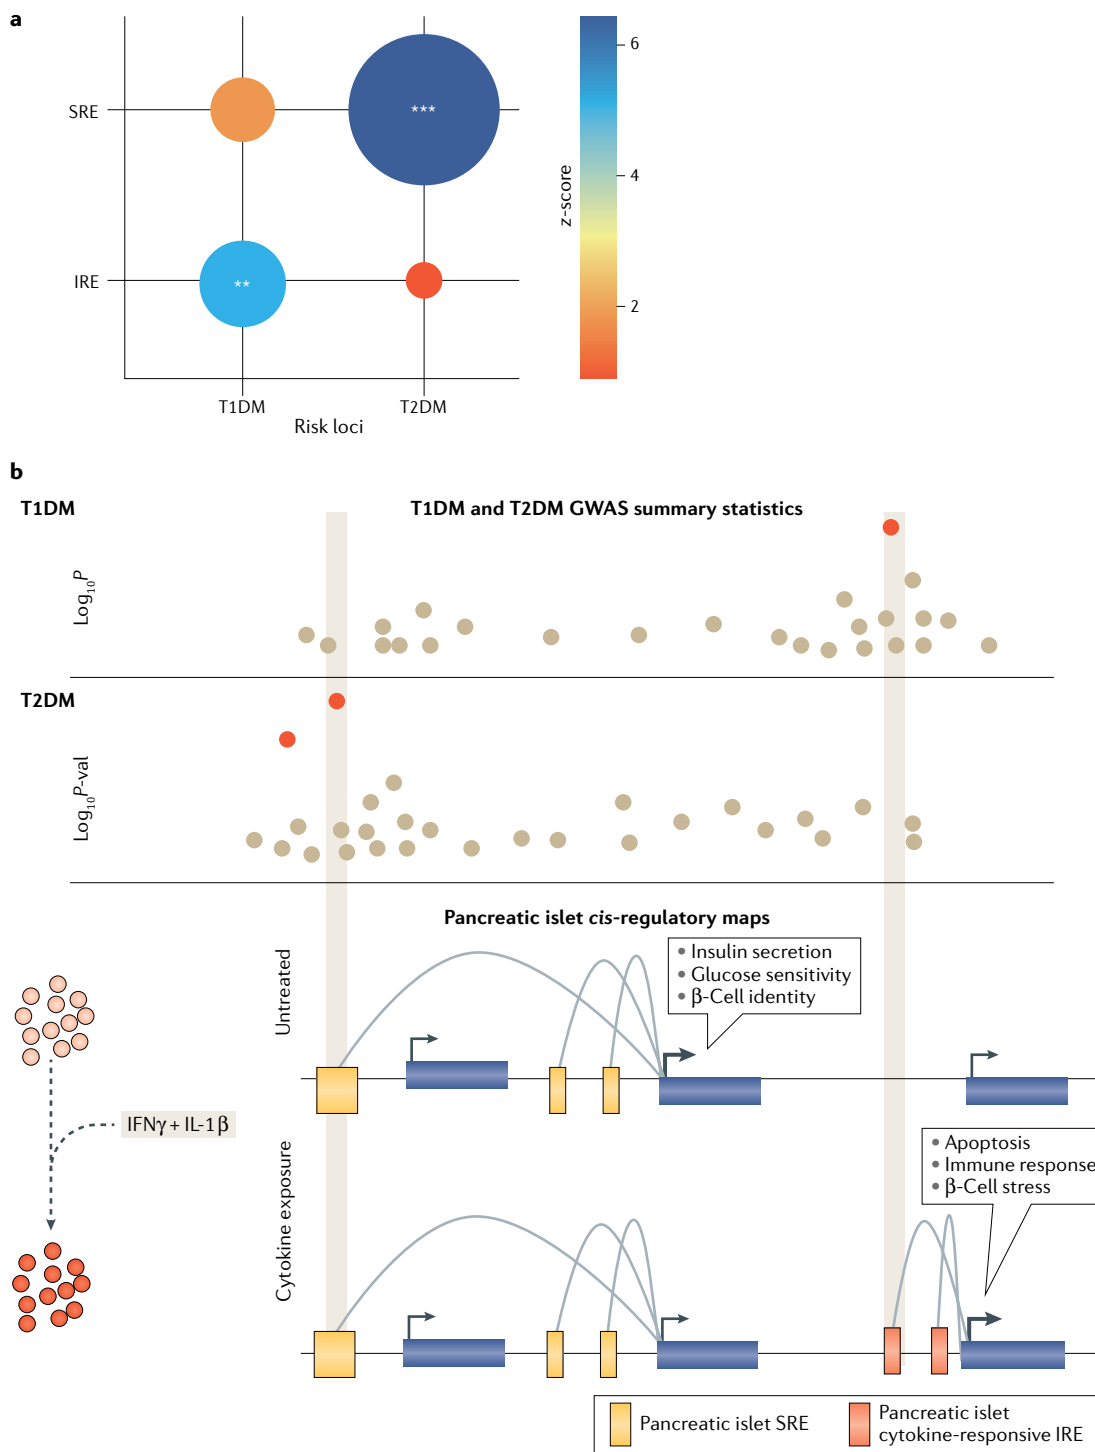 a
SRE
IRE
***
**
T1DM
T2DM
Risk loci
z-score
6
4
2
b
T1DM
T1DM and T2DM GWAS summary statistics
Log10P
T2DM
Log10P-val
Pancreatic islet cis-regulatory maps
Untreated
• Insulin secretion
• Glucose sensitivity
• β-Cell identity
IFNγ + IL-1β
Cytokine exposure
• Apoptosis
• Immune response
• β-Cell stress
Pancreatic islet SRE
Pancreatic islet
cytokine-responsive IRE